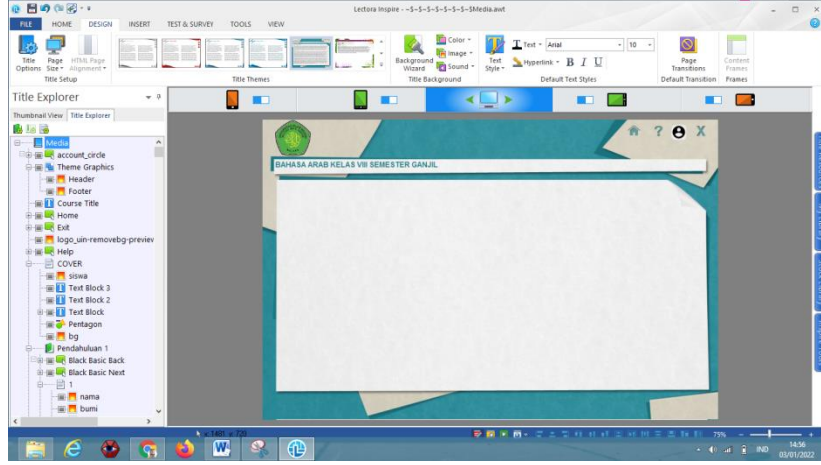 Lectora Inspire - ~$~$~$~$~$~$~$Media.awt
FILE HOME DESIGN INSERT TEST & SURVEY TOOLS VIEW
Title Options
Page Size
HTML Page Alignment
Title Setup
Title Themes
Background Wizard
Color
Image
Sound
Title Background
Text Style
Text Arial 10
Hyperlink B I U
Default Text Styles
Page Transitions
Default Transition
Content Frames
Frames
Title Explorer
Thumbnail View Title Explorer
Media
account_circle
Theme Graphics
Header
Footer
Course Title
Home
Exit
logo_uin-removebg-preview
Help
COVER
siswa
Text Block 3
Text Block 2
Text Block
Pentagon
bg
Pendahuluan 1
Black Basic Back
Black Basic Next
1
nama
bumi
? X
BAHASA ARAB KELAS VIII SEMESTER GANJIL
75%
IND
14:56
03/01/2022